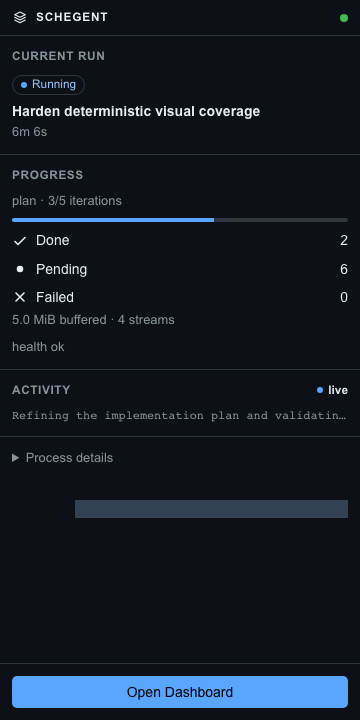 SCHEGENT
CURRENT RUN
Running
Harden deterministic visual coverage
6m 6s
PROGRESS
plan · 3/5 iterations
Done 2
Pending 6
Failed 0
5.0 MiB buffered · 4 streams
health ok
ACTIVITY live
Refining the implementation plan and validatin…
Process details
Open Dashboard